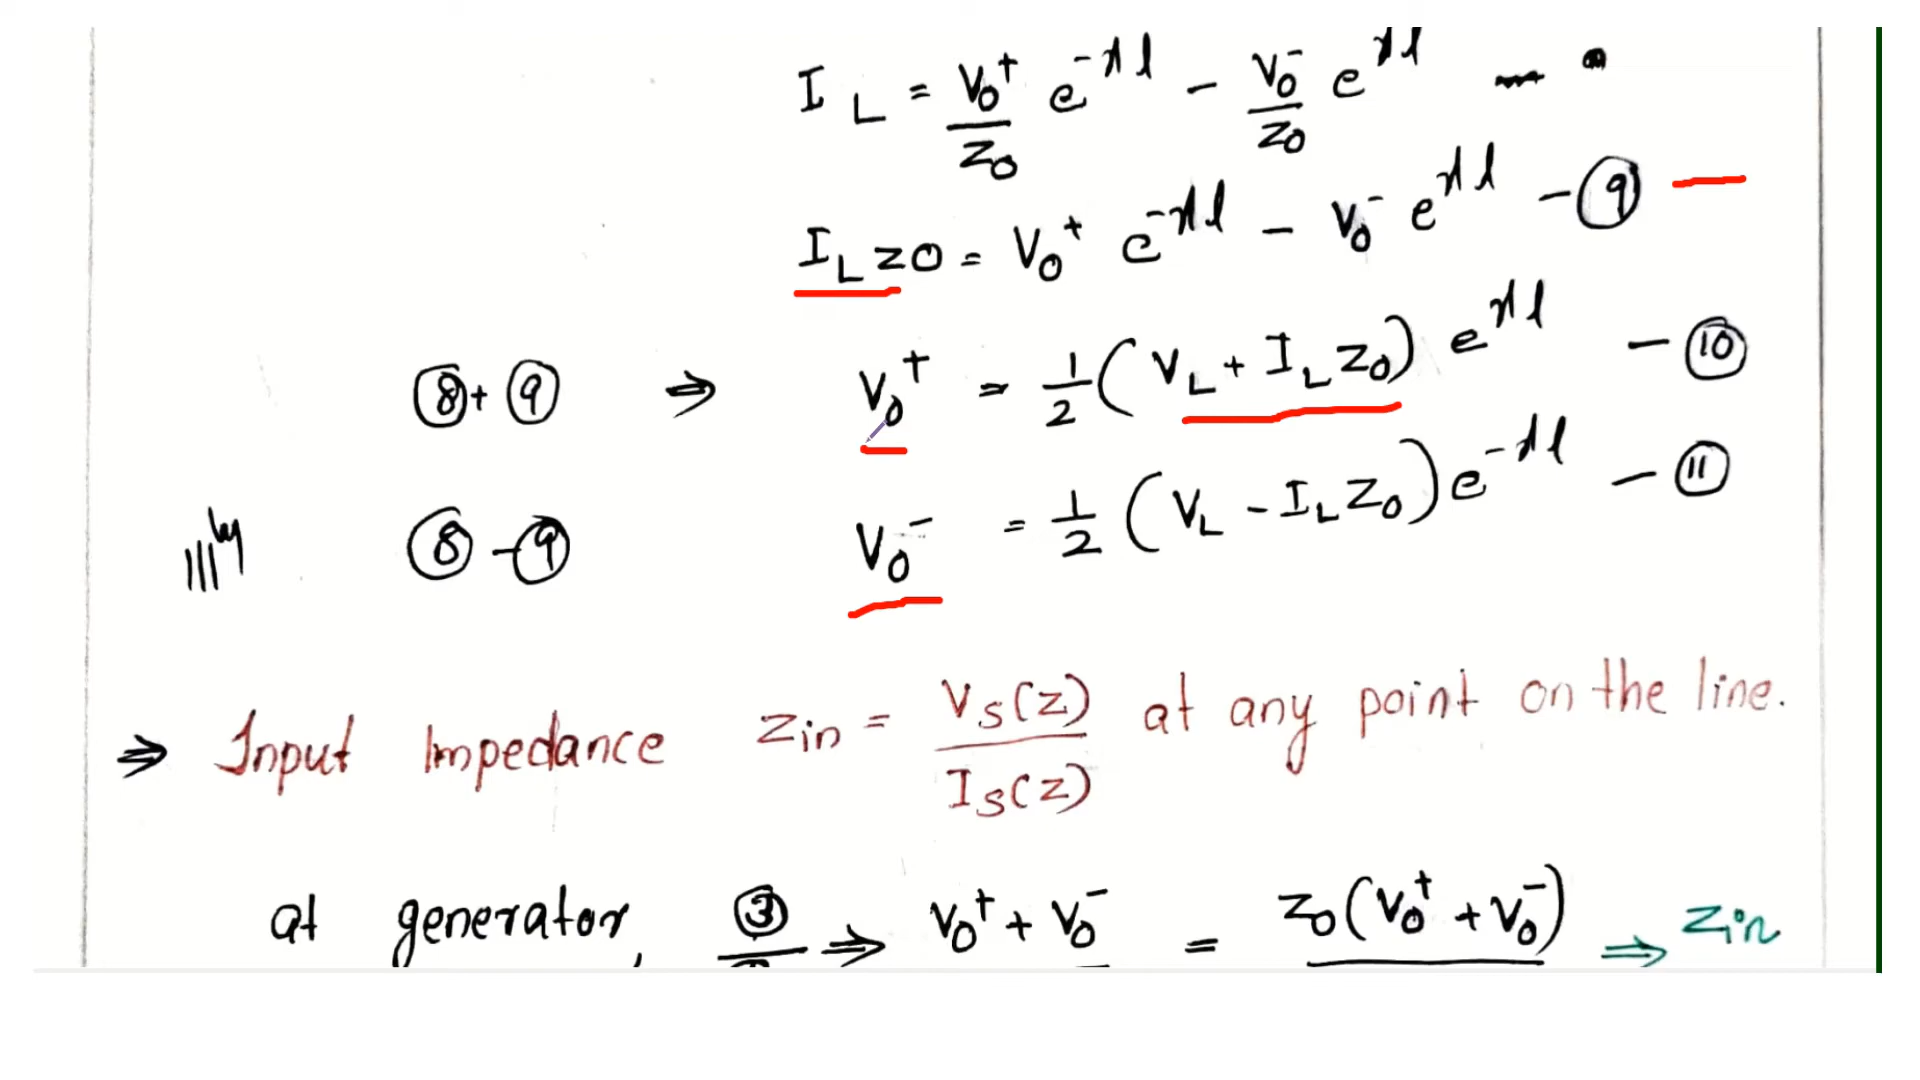 I_L = V₀⁺/Z₀ e^{-γl} - V₀⁻/Z₀ e^{γl} -
I_L Z₀ = V₀⁺ e^{-γl} - V₀⁻ e^{γl} - ⑨
⑧ + ⑨ ⇒ V₀⁺ = 1/2 (V_L + I_L Z₀) e^{γl} - ⑩
|||ly ⑧ - ⑨ V₀⁻ = 1/2 (V_L - I_L Z₀) e^{-γl} - ⑪
⇒ Input Impedance Zin = Vs(z)/Is(z) at any point on the line.
at generator, ③ ⇒ V₀⁺ + V₀⁻ = Z₀(V₀⁺ + V₀⁻) ⇒ Zin